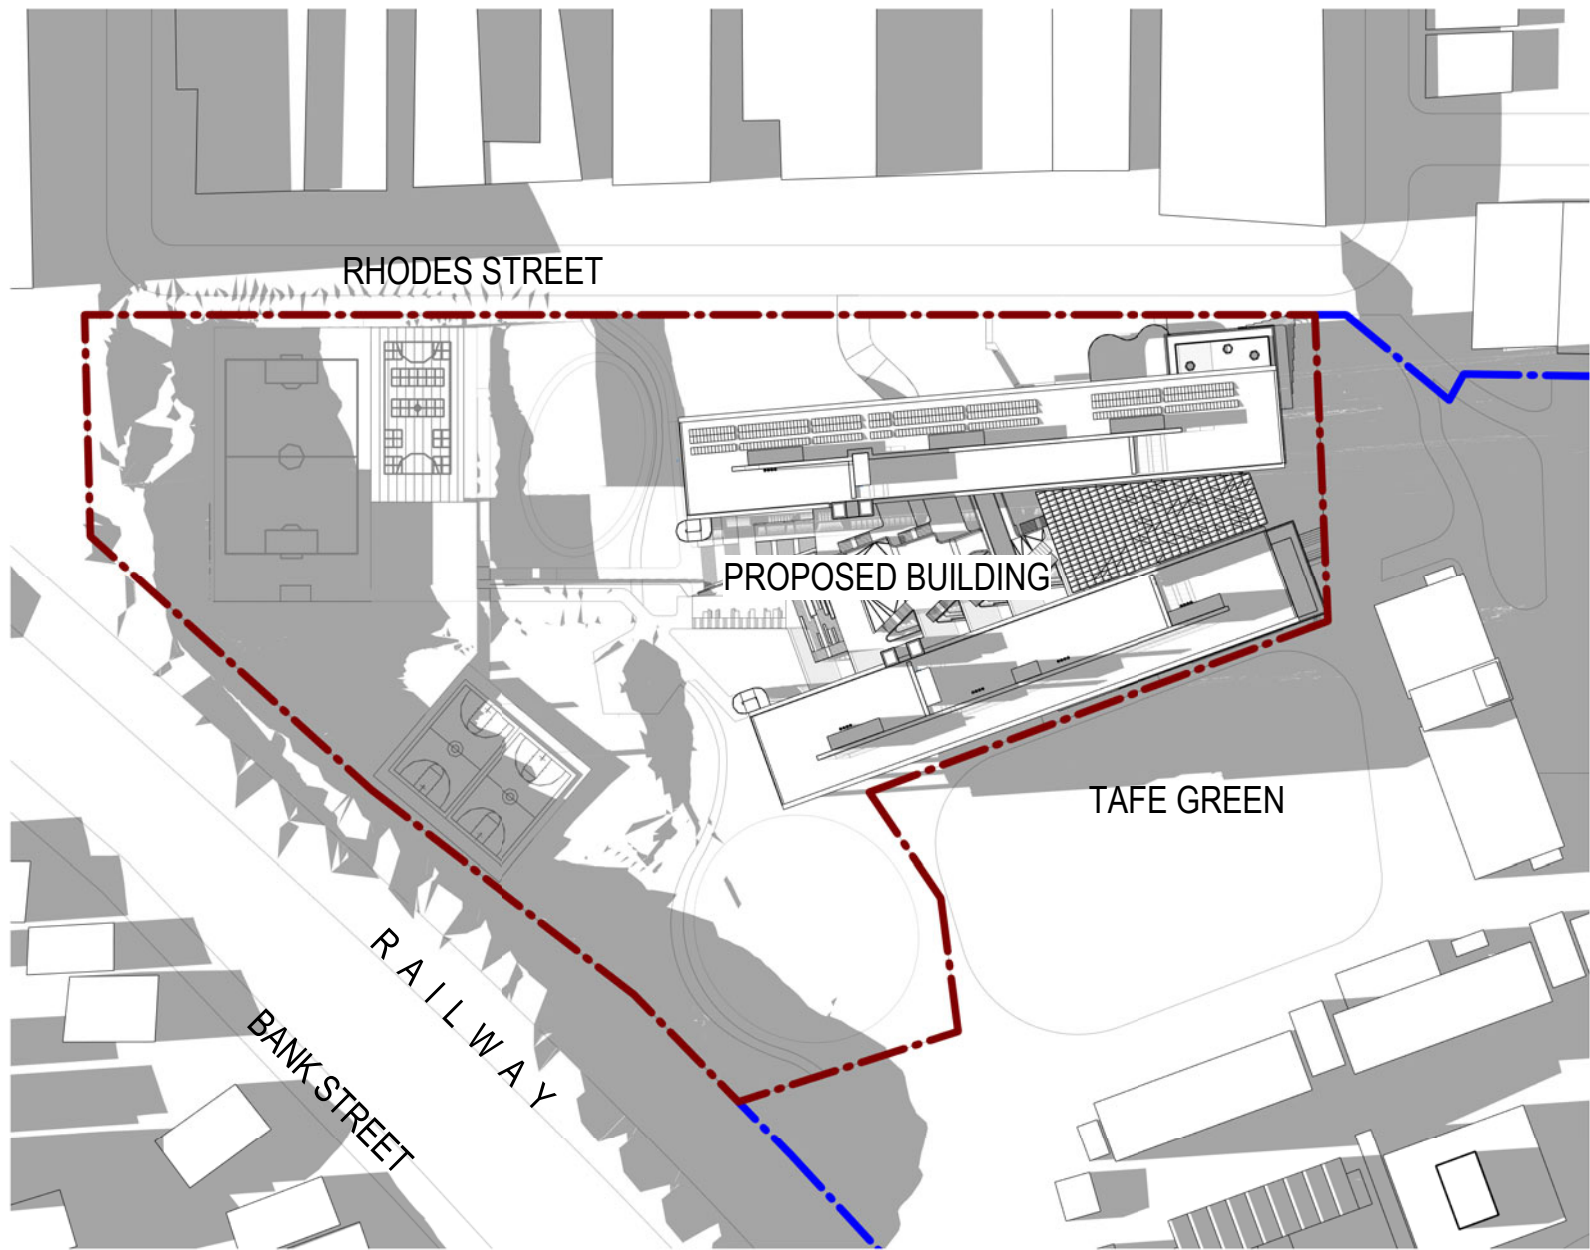 RHODES STREET
PROPOSED BUILDING
TAFE GREEN
RAILWAY
BANK STREET